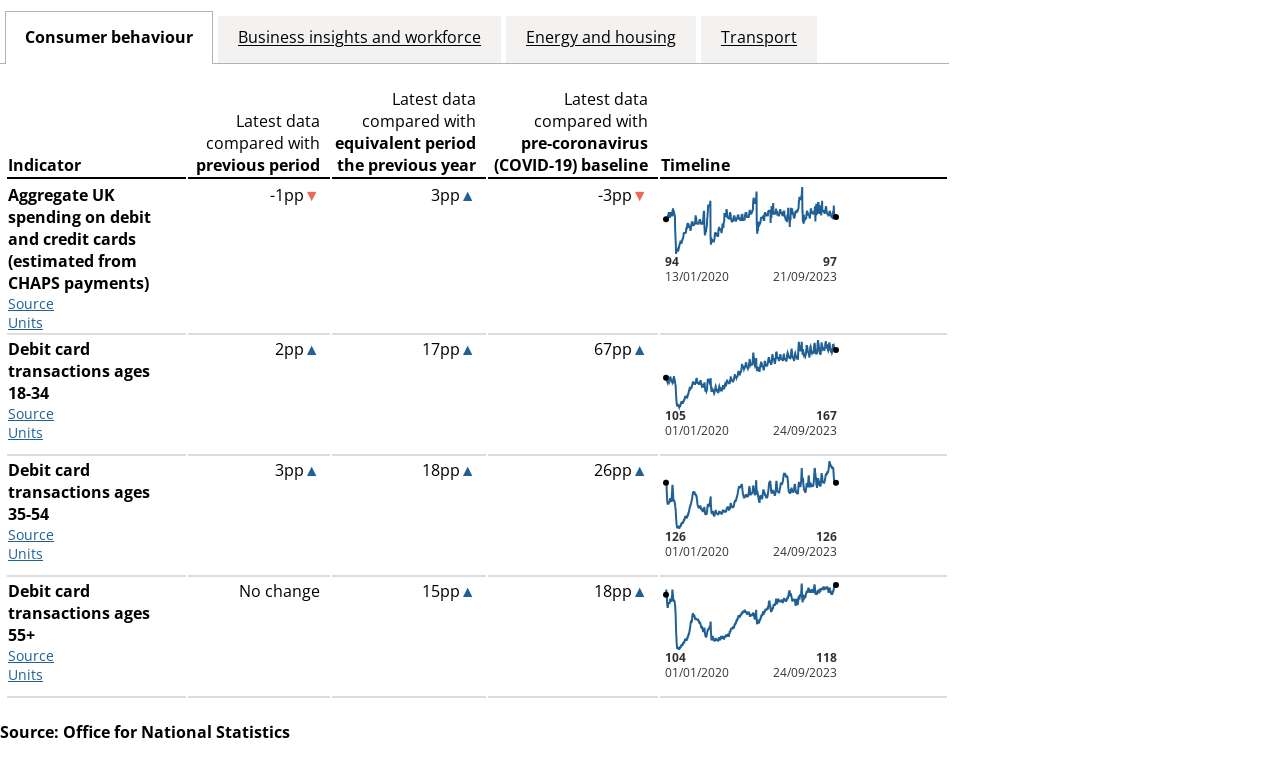 Consumer behaviour
Business insights and workforce
Energy and housing
Transport
Indicator
Latest data
compared with
previous period
Latest data
compared with
equivalent period
the previous year
Latest data
compared with
pre-coronavirus
(COVID-19) baseline
Timeline
Aggregate UK
spending on debit
and credit cards
(estimated from
CHAPS payments)
Source
Units
-1pp▼
3pp▲
-3pp▼
94 97
13/01/2020 21/09/2023
Debit card
transactions ages
18-34
Source
Units
2pp▲
17pp▲
67pp▲
105 167
01/01/2020 24/09/2023
Debit card
transactions ages
35-54
Source
Units
3pp▲
18pp▲
26pp▲
126 126
01/01/2020 24/09/2023
Debit card
transactions ages
55+
Source
Units
No change
15pp▲
18pp▲
104 118
01/01/2020 24/09/2023
Source: Office for National Statistics